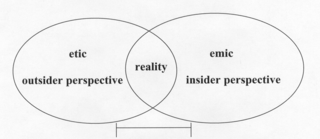 etic
outsider perspective
reality
emic
insider perspective